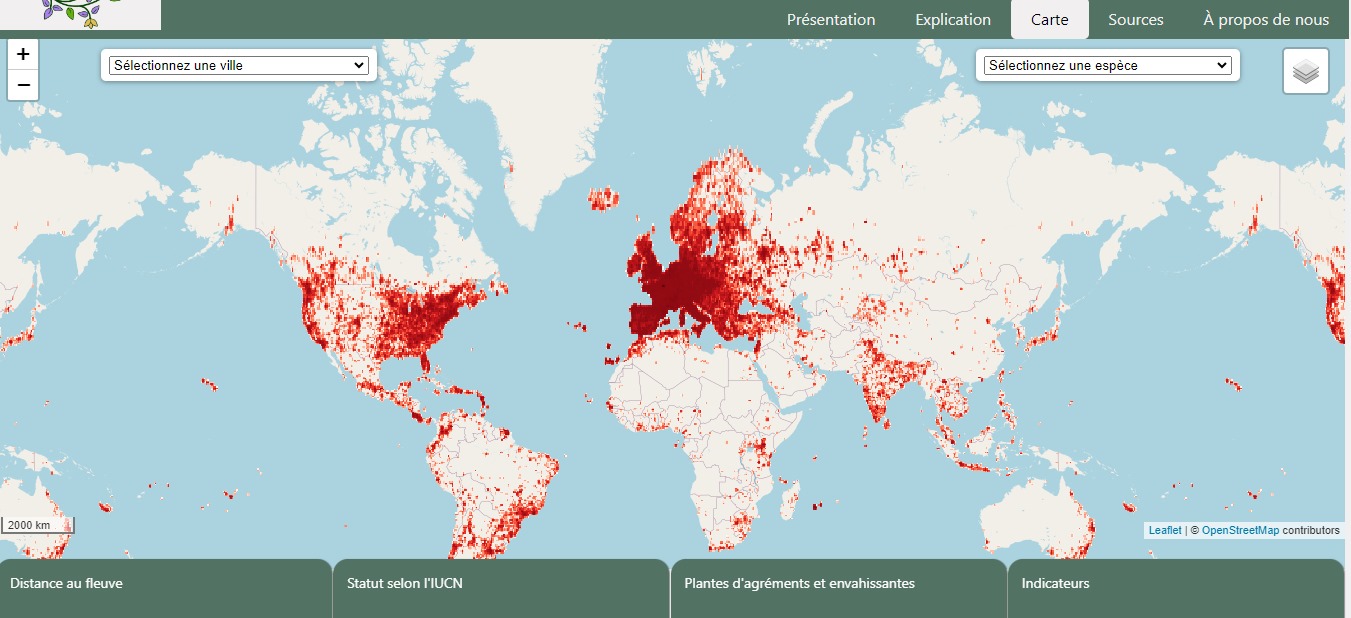 Présentation
Explication
Carte
Sources
À propos de nous
+
−
Sélectionnez une ville
Sélectionnez une espèce
2000 km
Leaflet | © OpenStreetMap contributors
Distance au fleuve
Statut selon l'IUCN
Plantes d'agréments et envahissantes
Indicateurs